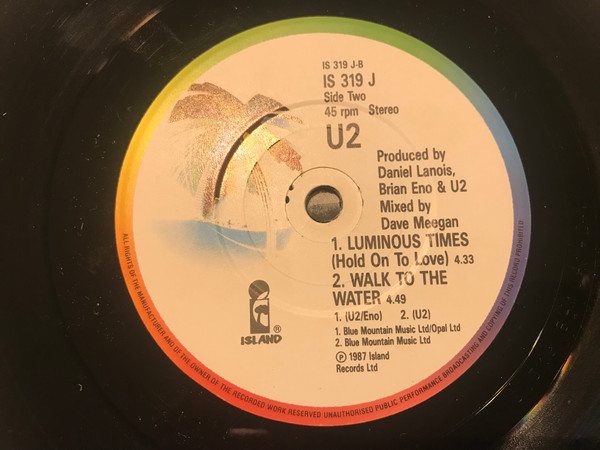 IS 319 J-B
IS 319 J
Side Two
45 rpm Stereo
U2
Produced by
Daniel Lanois,
Brian Eno & U2
Mixed by
Dave Meegan
1. LUMINOUS TIMES
(Hold On To Love) 4.33
2. WALK TO THE
WATER 4.49
1. (U2/Eno) 2. (U2)
1. Blue Mountain Music Ltd/Opal Ltd
2. Blue Mountain Music Ltd
℗ 1987 Island
Records Ltd
ISLAND ®
ALL RIGHTS OF THE MANUFACTURER AND OF THE OWNER OF THE RECORDED WORK RESERVED UNAUTHORISED PUBLIC PERFORMANCE BROADCASTING AND COPYING OF THIS RECORD PROHIBITED